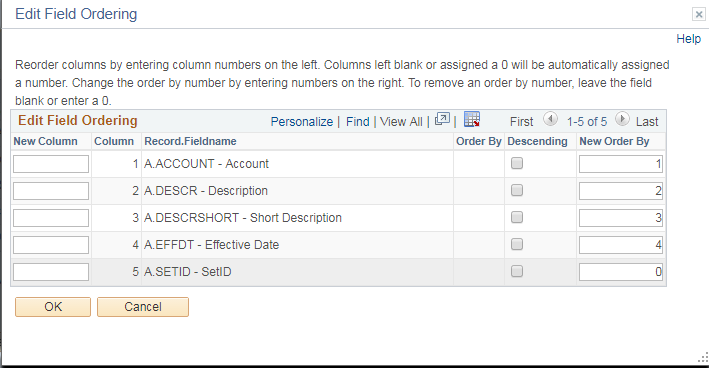 Edit Field Ordering
Help
Reorder columns by entering column numbers on the left. Columns left blank or assigned a 0 will be automatically assigned
a number. Change the order by number by entering numbers on the right. To remove an order by number, leave the field
blank or enter a 0.
Edit Field Ordering Personalize | Find | View All | | First 1-5 of 5 Last
New Column Column Record.Fieldname Order By Descending New Order By
1 A.ACCOUNT - Account 1
2 A.DESCR - Description 2
3 A.DESCRSHORT - Short Description 3
4 A.EFFDT - Effective Date 4
5 A.SETID - SetID 0
OK Cancel